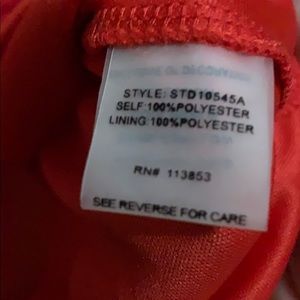 STYLE: STD10545A
SELF:100%POLYESTER
LINING:100%POLYESTER
RN# 113853
SEE REVERSE FOR CARE